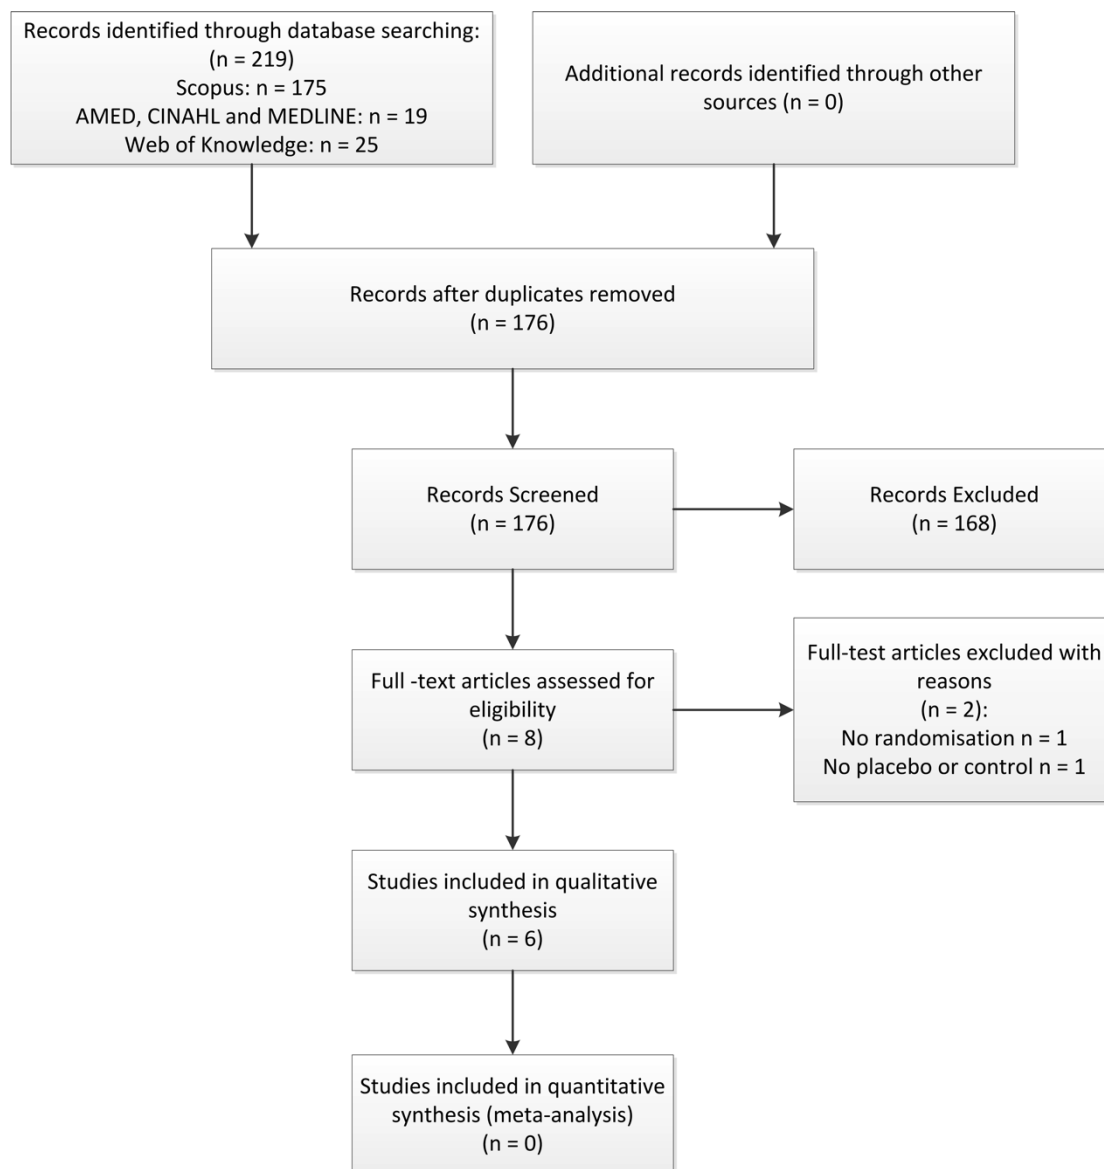 Records identified through database searching:
(n = 219)
Scopus: n = 175
AMED, CINAHL and MEDLINE: n = 19
Web of Knowledge: n = 25
Additional records identified through other
sources (n = 0)
Records after duplicates removed
(n = 176)
Records Screened
(n = 176)
Records Excluded
(n = 168)
Full -text articles assessed for
eligibility
(n = 8)
Full-test articles excluded with
reasons
(n = 2):
No randomisation n = 1
No placebo or control n = 1
Studies included in qualitative
synthesis
(n = 6)
Studies included in quantitative
synthesis (meta-analysis)
(n = 0)